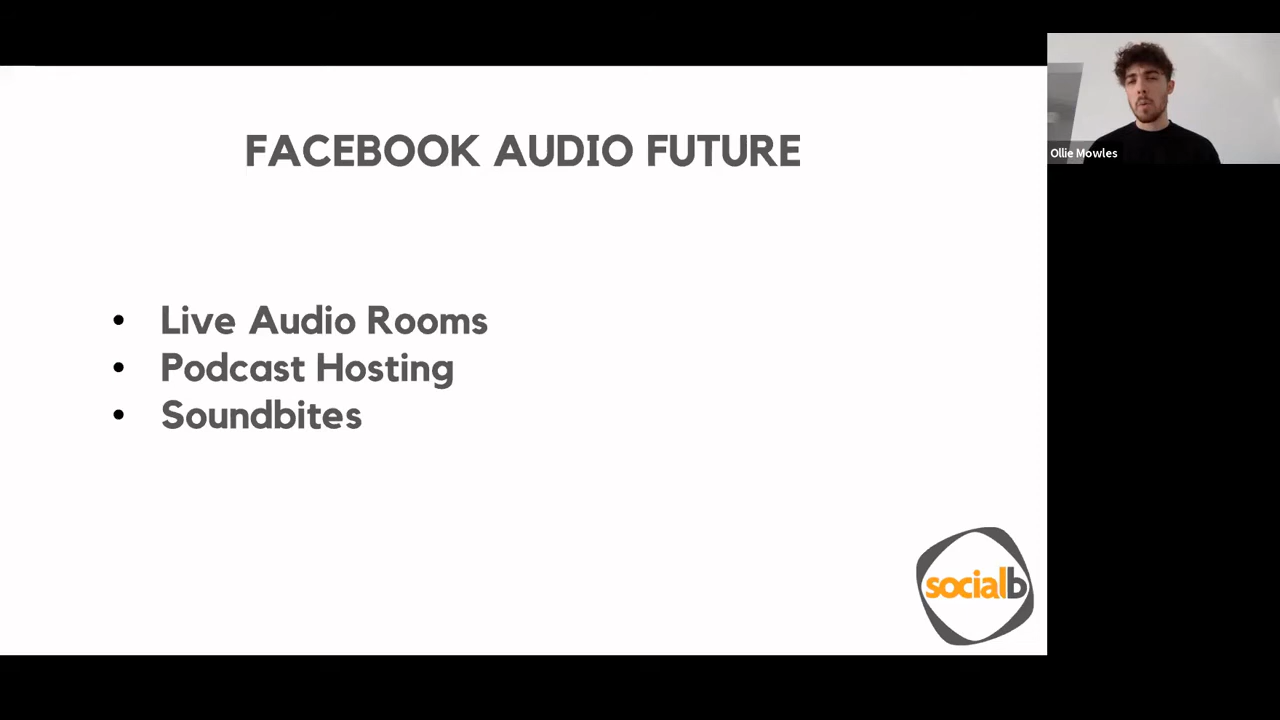 FACEBOOK AUDIO FUTURE
Ollie Mowles
• Live Audio Rooms
• Podcast Hosting
• Soundbites
socialb